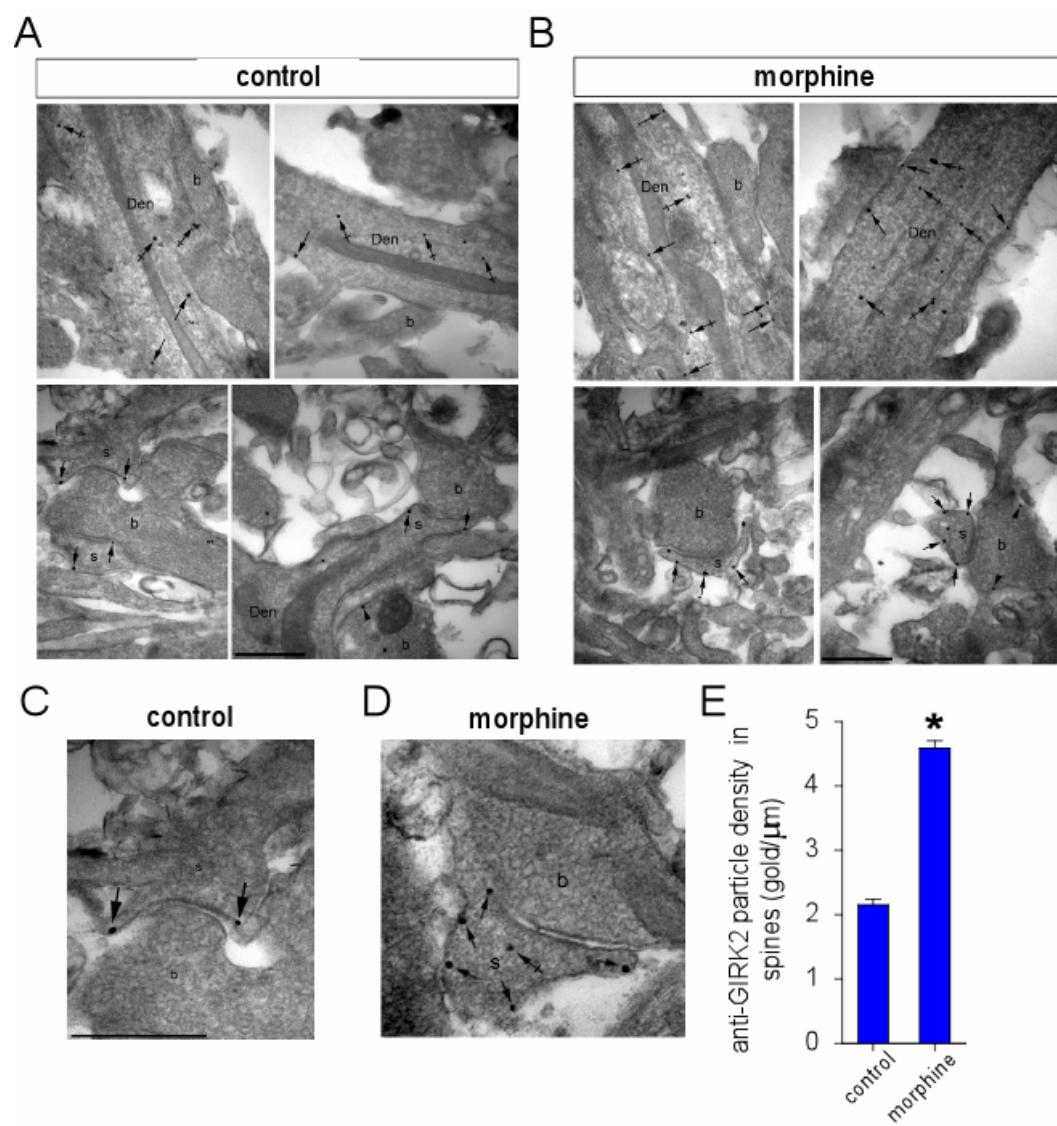 A
B
control
morphine
b
Den
Den
b
Den
b
Den
s
b
s
b
s
Den
b
b
s
s
b
C
D
E
control
morphine
s
b
b
s
anti-GIRK2 particle density in
spines (gold/μm)
5
4
3
2
1
0
*
control
morphine